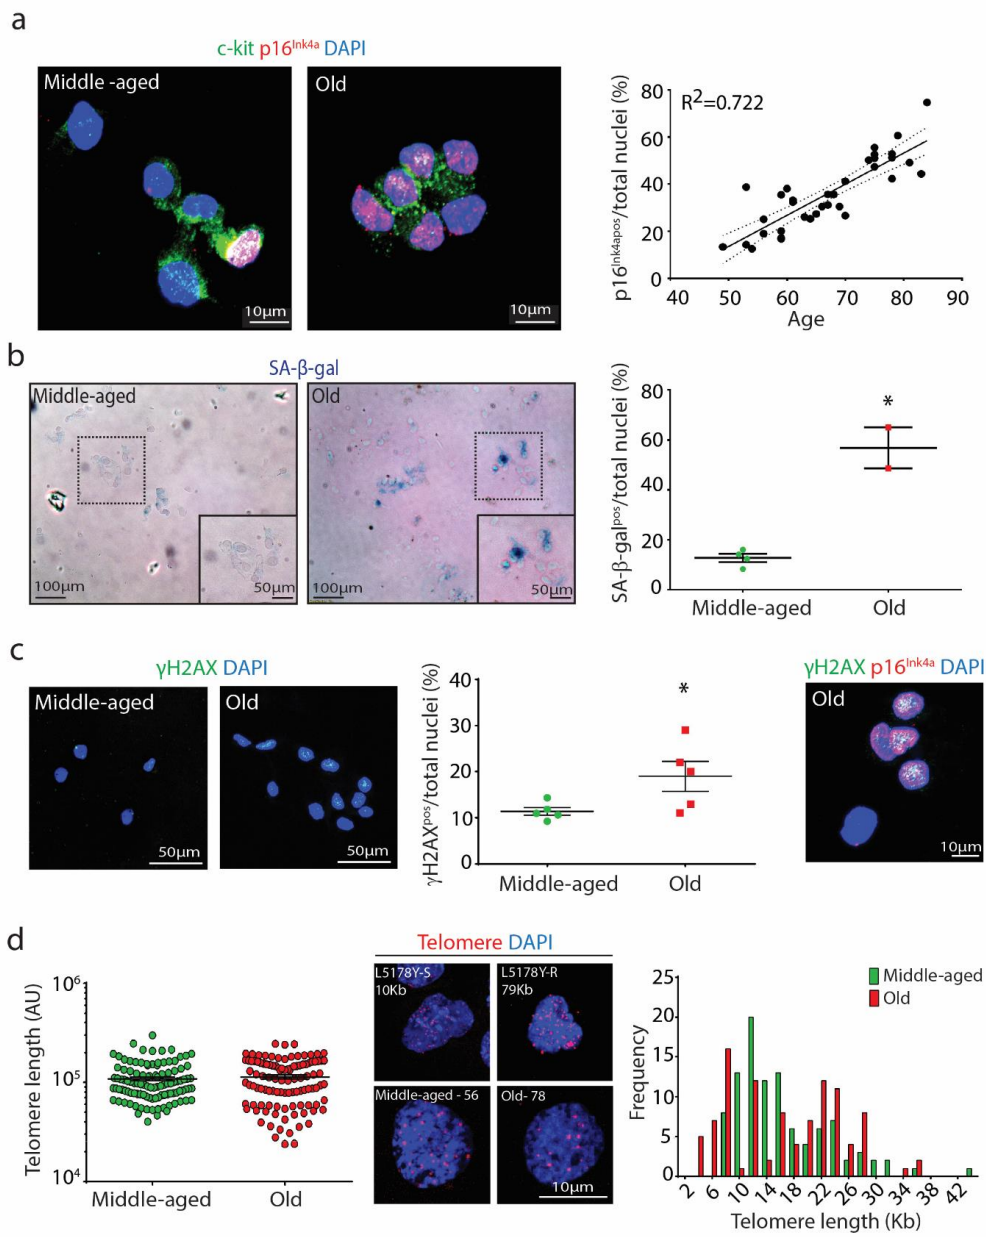 a
c-kit p16Ink4a DAPI
Middle -aged
10µm
Old
10µm
p16Ink4apos/total nuclei (%)
R2=0.722
80
60
40
20
0
40 50 60 70 80 90
Age
b
SA-β-gal
Middle-aged
100µm
50µm
Old
100µm
50µm
SA-β-galpos/total nuclei (%)
80
60
40
20
0
*
Middle-aged Old
c
γH2AX DAPI
Middle-aged
50µm
Old
50µm
γH2AXpos/total nuclei (%)
40
30
20
10
0
*
Middle-aged Old
γH2AX p16Ink4a DAPI
Old
10µm
d
Telomere length (AU)
106
105
104
Middle-aged Old
Telomere DAPI
L5178Y-S
10Kb
L5178Y-R
79Kb
Middle-aged - 56
Old- 78
10µm
Frequency
25
20
15
10
5
0
Middle-aged
Old
2 6 10 14 18 22 26 30 34 38 42
Telomere length (Kb)